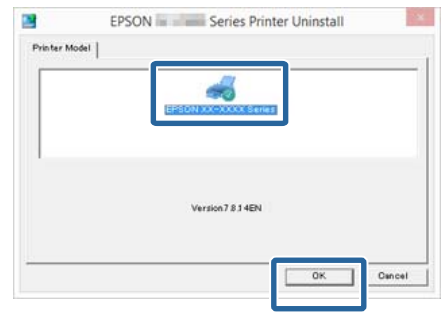 EPSON Series Printer Uninstall
Printer Model
EPSON XX-XXXX Series
Version7.8.14EN
OK
Cancel